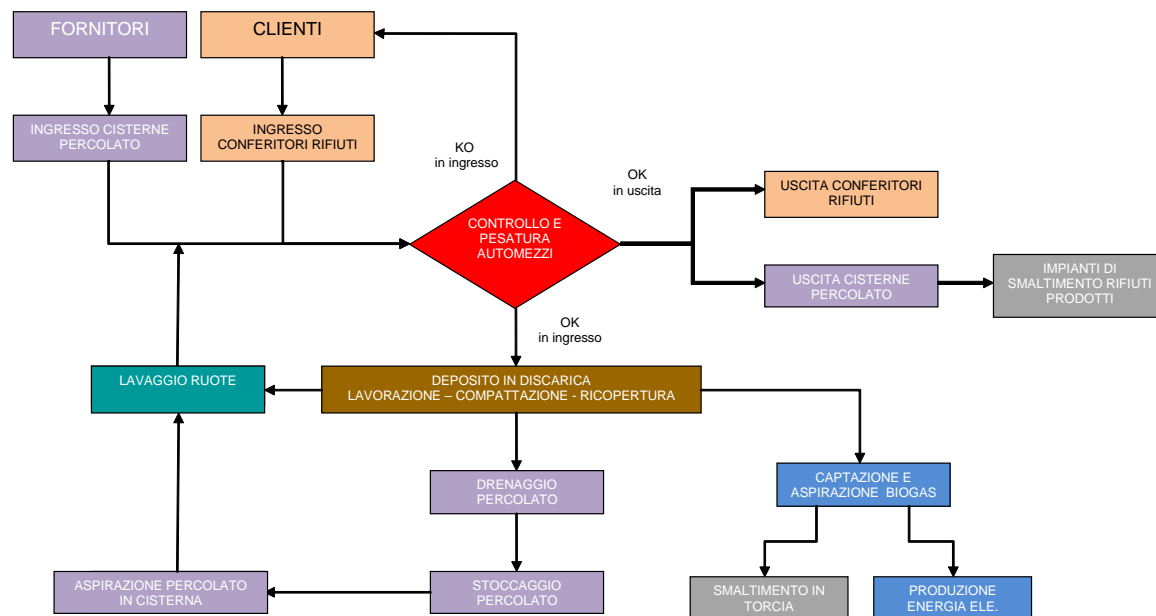 FORNITORI
CLIENTI
INGRESSO CISTERNE
PERCOLATO
INGRESSO
CONFERITORI RIFIUTI
KO
in ingresso
OK
in uscita
USCITA CONFERITORI
RIFIUTI
CONTROLLO E
PESATURA
AUTOMEZZI
USCITA CISTERNE
PERCOLATO
IMPIANTI DI
SMALTIMENTO RIFIUTI
PRODOTTI
OK
in ingresso
LAVAGGIO RUOTE
DEPOSITO IN DISCARICA
LAVORAZIONE – COMPATTAZIONE - RICOPERTURA
DRENAGGIO
PERCOLATO
CAPTAZIONE E
ASPIRAZIONE BIOGAS
ASPIRAZIONE PERCOLATO
IN CISTERNA
STOCCAGGIO
PERCOLATO
SMALTIMENTO IN
TORCIA
PRODUZIONE
ENERGIA ELE.